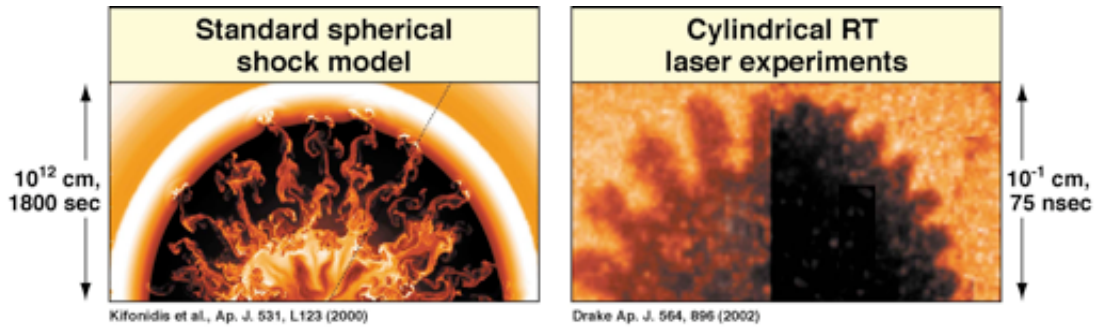 Standard spherical
shock model
Cylindrical RT
laser experiments
10¹² cm,
1800 sec
10⁻¹ cm,
75 nsec
Kifonidis et al., Ap. J. 531, L123 (2000)
Drake Ap. J. 564, 896 (2002)